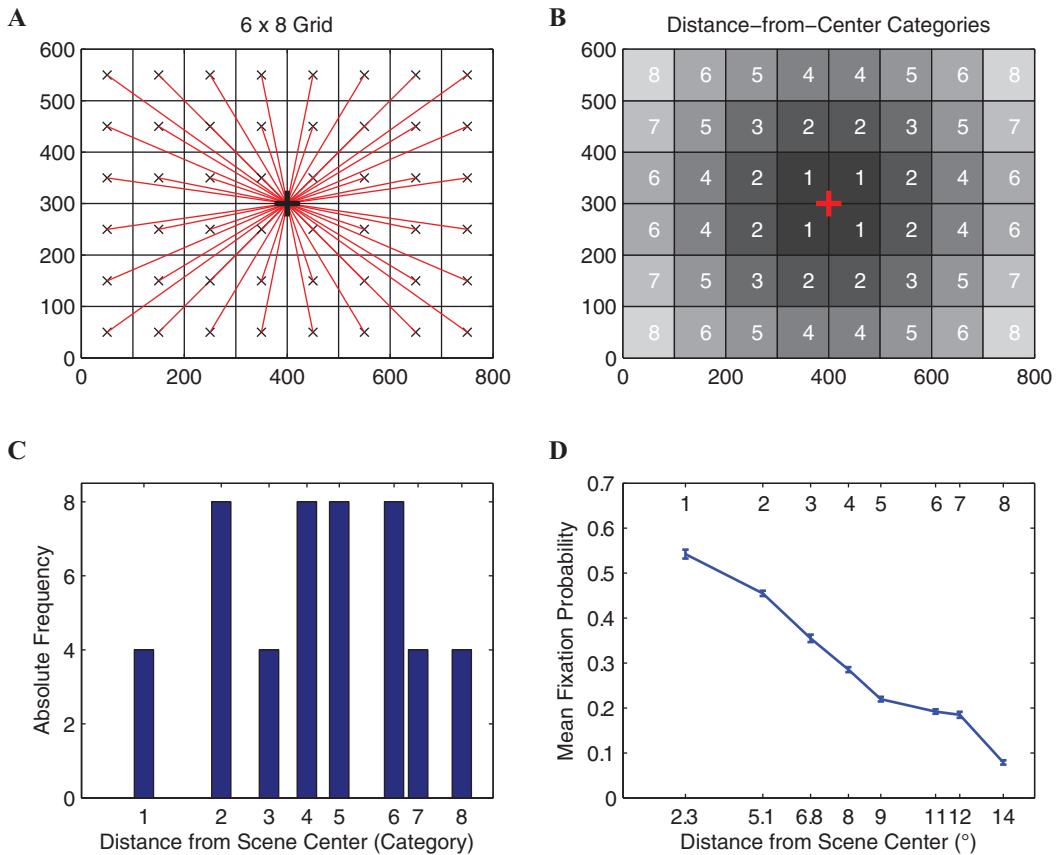 A
6 x 8 Grid
600
500
400
300
200
100
0
0 200 400 600 800
B
Distance−from−Center Categories
600
500
400
300
200
100
0
8 6 5 4 4 5 6 8
7 5 3 2 2 3 5 7
6 4 2 1 1 2 4 6
6 4 2 1 1 2 4 6
7 5 3 2 2 3 5 7
8 6 5 4 4 5 6 8
0 200 400 600 800
C
Absolute Frequency
8
6
4
2
0
1 2 3 4 5 6 7 8
Distance from Scene Center (Category)
D
Mean Fixation Probability
0.7
0.6
0.5
0.4
0.3
0.2
0.1
0
1 2 3 4 5 6 7 8
2.3 5.1 6.8 8 9 11 12 14
Distance from Scene Center (°)